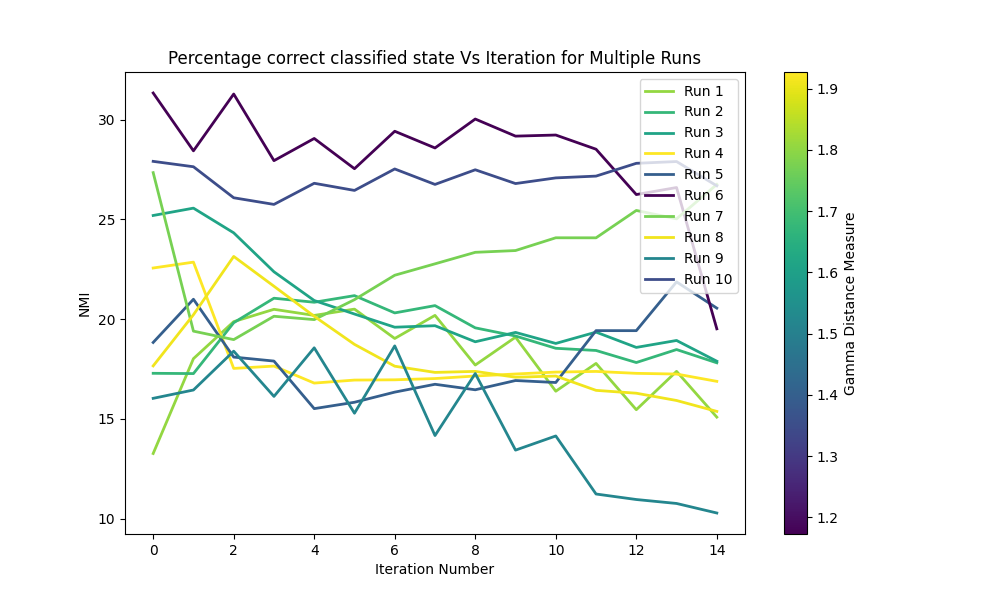 Percentage correct classified state Vs Iteration for Multiple Runs
NMI
30
25
20
15
10
0 2 4 6 8 10 12 14
Iteration Number
Run 1
Run 2
Run 3
Run 4
Run 5
Run 6
Run 7
Run 8
Run 9
Run 10
1.9
1.8
1.7
1.6
1.5
1.4
1.3
1.2
Gamma Distance Measure